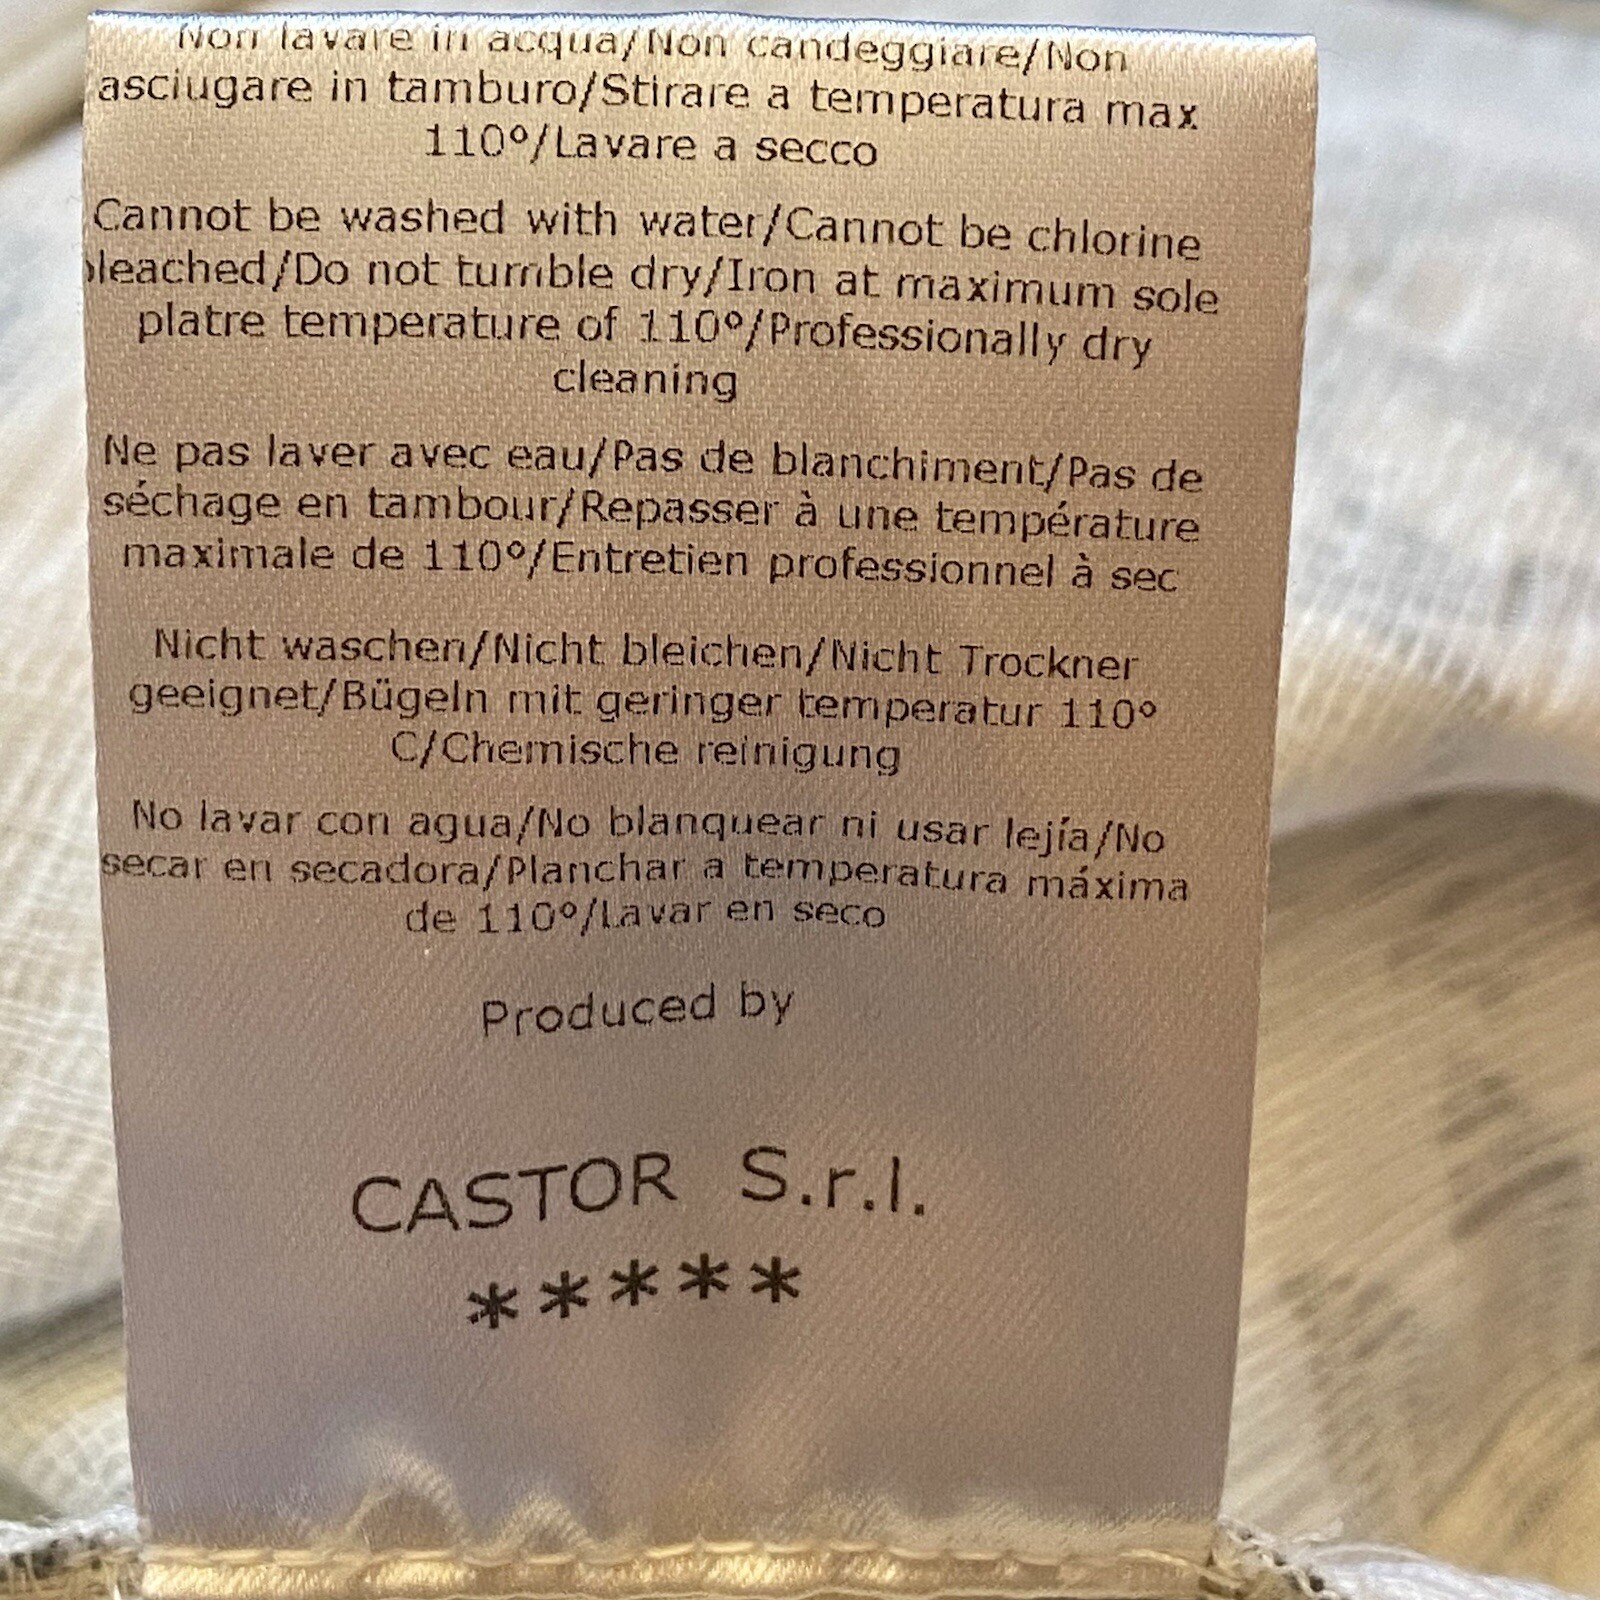 Non lavare in acqua/Non candeggiare/Non
asciugare in tamburo/Stirare a temperatura max
110°/Lavare a secco
Cannot be washed with water/Cannot be chlorine
bleached/Do not tumble dry/Iron at maximum sole
platre temperature of 110°/Professionally dry
cleaning
Ne pas laver avec eau/Pas de blanchiment/Pas de
séchage en tambour/Repasser à une température
maximale de 110°/Entretien professionnel à sec
Nicht waschen/Nicht bleichen/Nicht Trockner
geeignet/Bügeln mit geringer temperatur 110°
C/Chemische reinigung
No lavar con agua/No blanquear ni usar lejía/No
secar en secadora/Planchar a temperatura máxima
de 110°/Lavar en seco
Produced by
CASTOR S.r.l.
*****